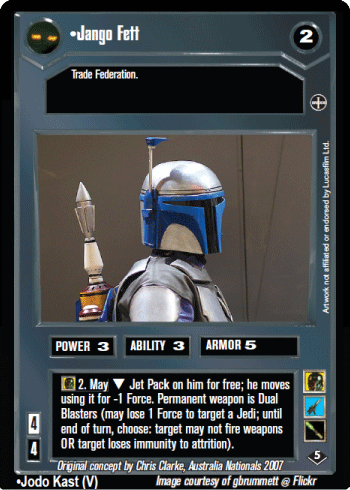 •Jango Fett
2
Trade Federation.
Artwork not affiliated or endorsed by Lucasfilm Ltd.
POWER 3
ABILITY 3
ARMOR 5
2. May ▼ Jet Pack on him for free; he moves
using it for -1 Force. Permanent weapon is Dual
Blasters (may lose 1 Force to target a Jedi; until
end of turn, choose: target may not fire weapons
OR target loses immunity to attrition).
4
4
5
Original concept by Chris Clarke, Australia Nationals 2007
•Jodo Kast (V)
Image courtesy of gbrummett @ Flickr